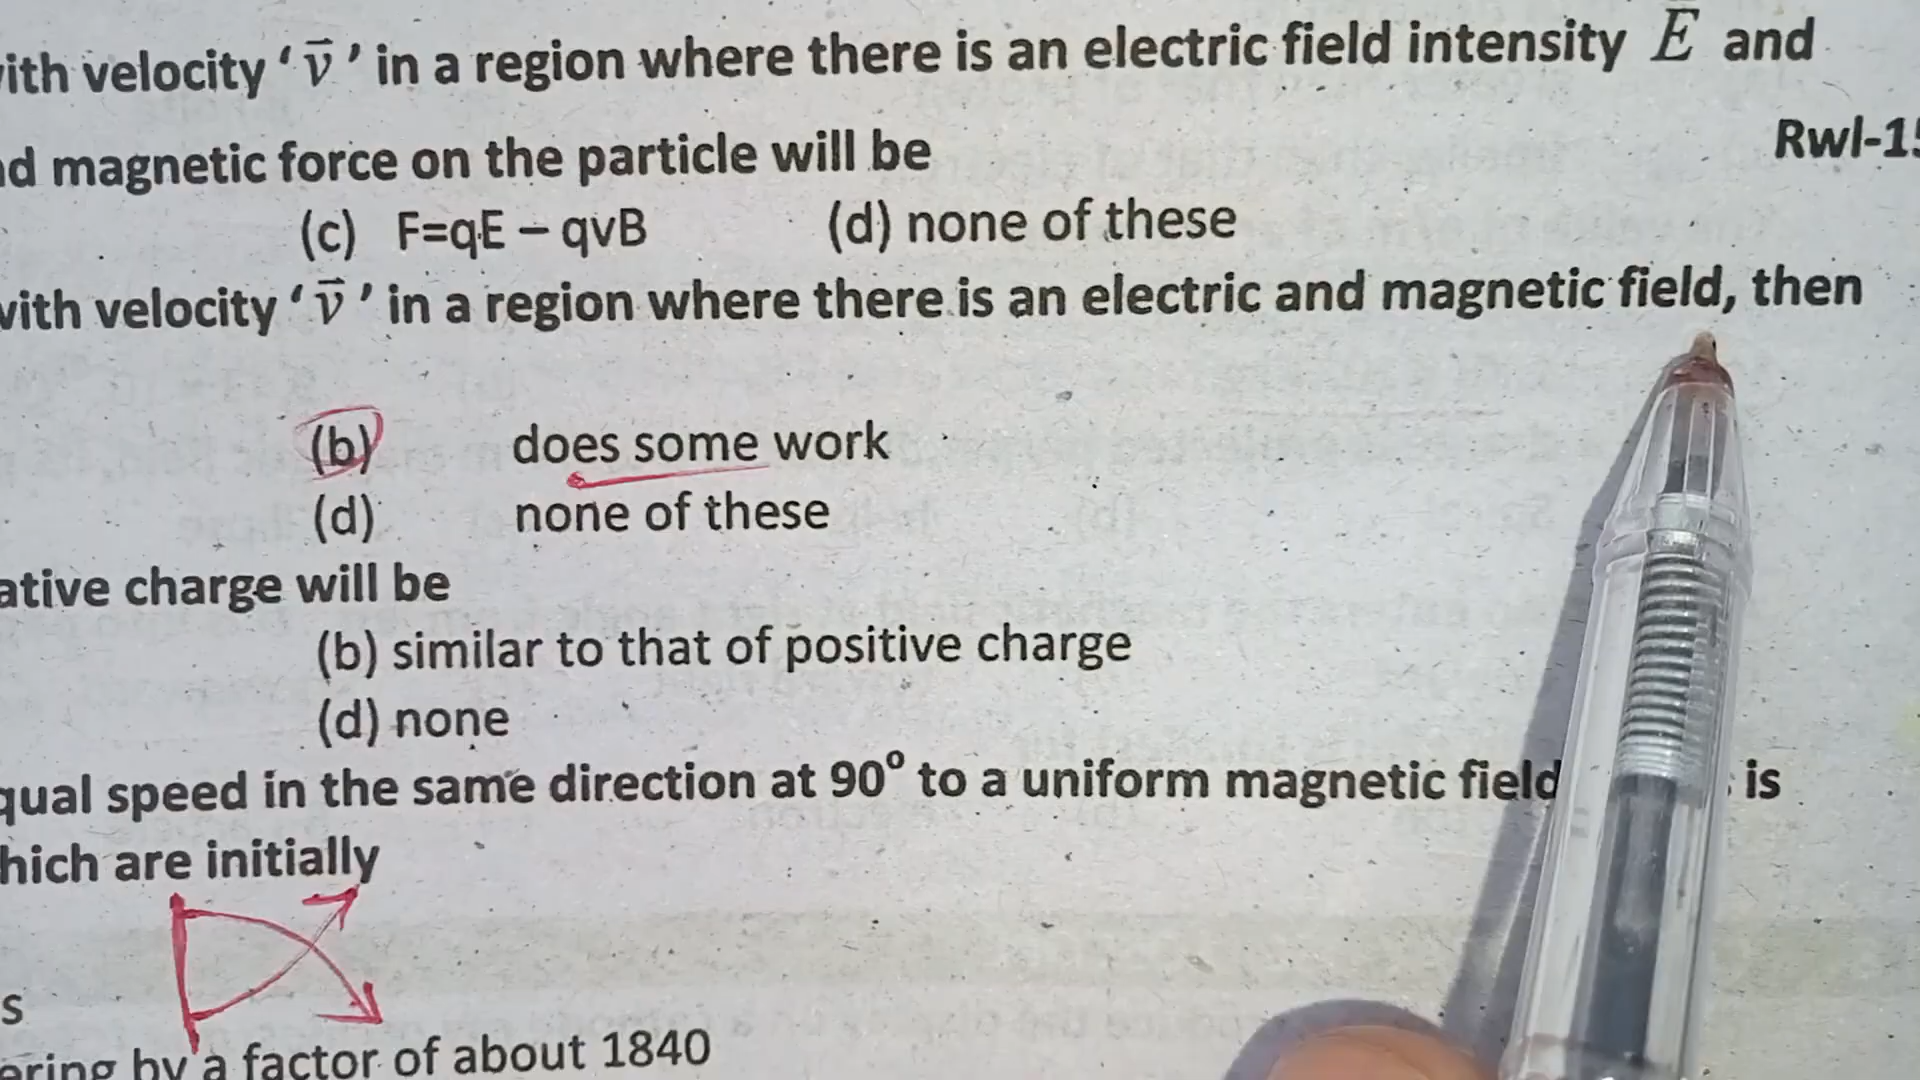 ith velocity ‘ v⃗ ’ in a region where there is an electric field intensity E and
d magnetic force on the particle will be Rwl-15
(c) F=qE – qvB (d) none of these
with velocity ‘ v⃗ ’ in a region where there is an electric and magnetic field, then
(b) does some work
(d) none of these
ative charge will be
(b) similar to that of positive charge
(d) none
qual speed in the same direction at 90° to a uniform magnetic field is
hich are initially
s
ering by a factor of about 1840